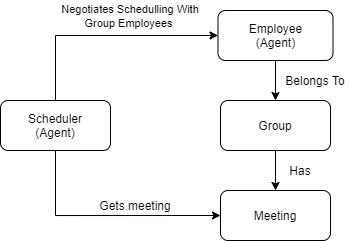 Negotiates Schedulling With
Group Employees
Employee
(Agent)
Belongs To
Scheduler
(Agent)
Group
Has
Gets meeting
Meeting